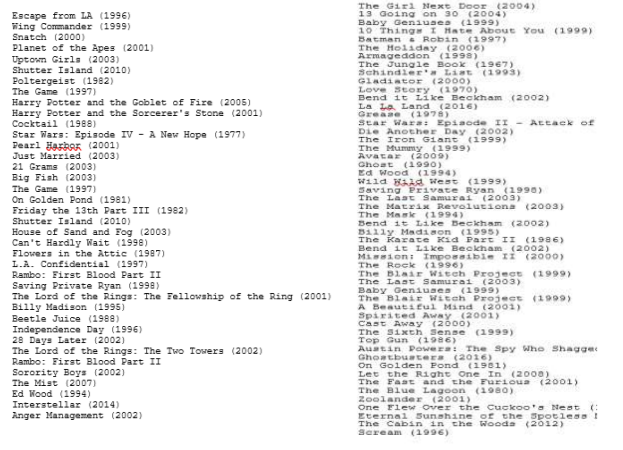 Escape from LA (1996)
Wing Commander (1999)
Snatch (2000)
Planet of the Apes (2001)
Uptown Girls (2003)
Shutter Island (2010)
Poltergeist (1982)
The Game (1997)
Harry Potter and the Goblet of Fire (2005)
Harry Potter and the Sorcerer's Stone (2001)
Cocktail (1988)
Star Wars: Episode IV - A New Hope (1977)
Pearl Harbor (2001)
Just Married (2003)
21 Grams (2003)
Big Fish (2003)
The Game (1997)
On Golden Pond (1981)
Friday the 13th Part III (1982)
Shutter Island (2010)
House of Sand and Fog (2003)
Can't Hardly Wait (1998)
Flowers in the Attic (1987)
L.A. Confidential (1997)
Rambo: First Blood Part II
Saving Private Ryan (1998)
The Lord of the Rings: The Fellowship of the Ring (2001)
Billy Madison (1995)
Beetle Juice (1988)
Independence Day (1996)
28 Days Later (2002)
The Lord of the Rings: The Two Towers (2002)
Rambo: First Blood Part II
Sorority Boys (2002)
The Mist (2007)
Ed Wood (1994)
Interstellar (2014)
Anger Management (2002)
The Girl Next Door (2004)
13 Going on 30 (2004)
Baby Geniuses (1999)
10 Things I Hate About You (1999)
Batman & Robin (1997)
The Holiday (2006)
Armageddon (1998)
The Jungle Book (1967)
Schindler's List (1993)
Gladiator (2000)
Love Story (1970)
Bend it Like Beckham (2002)
La La Land (2016)
Grease (1978)
Star Wars: Episode II - Attack of
Die Another Day (2002)
The Iron Giant (1999)
The Mummy (1999)
Avatar (2009)
Ghost (1990)
Ed Wood (1994)
Wild Wild West (1999)
Saving Private Ryan (1998)
The Last Samurai (2003)
The Matrix Revolutions (2003)
The Mask (1994)
Bend it Like Beckham (2002)
Billy Madison (1995)
The Karate Kid Part II (1986)
Bend it Like Beckham (2002)
Mission: Impossible II (2000)
The Rock (1996)
The Blair Witch Project (1999)
The Last Samurai (2003)
Baby Geniuses (1999)
The Blair Witch Project (1999)
A Beautiful Mind (2001)
Spirited Away (2001)
Cast Away (2000)
The Sixth Sense (1999)
Top Gun (1986)
Austin Powers: The Spy Who Shagge
Ghostbusters (2016)
On Golden Pond (1981)
Let the Right One In (2008)
The Fast and the Furious (2001)
The Blue Lagoon (1980)
Zoolander (2001)
One Flew Over the Cuckoo's Nest (
Eternal Sunshine of the Spotless
The Cabin in the Woods (2012)
Scream (1996)